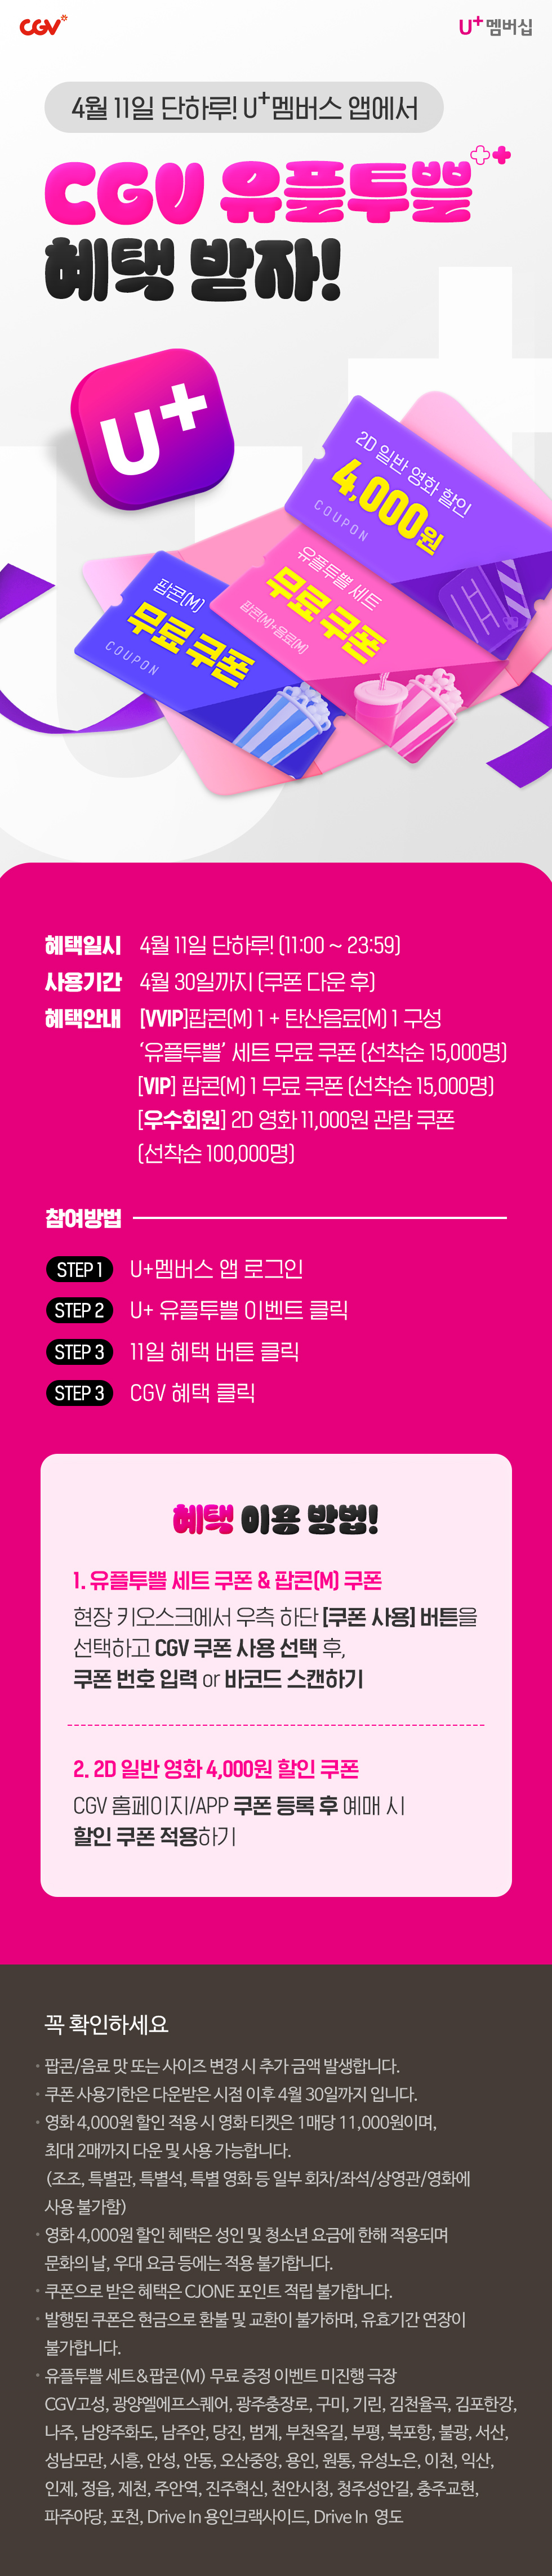 CGV
U+멤버십
4월 11일 단하루! U+멤버스 앱에서
CGV 유플투쁠
혜택 받자!
U+
2D 일반 영화 할인
4,000원
COUPON
유플투쁠 세트
무료 쿠폰
팝콘(M)+음료(M)
팝콘(M)
무료 쿠폰
COUPON
혜택일시 4월 11일 단하루! (11:00 ~ 23:59)
사용기간 4월 30일까지 (쿠폰 다운 후)
혜택안내 [VVIP]팝콘(M) 1 + 탄산음료(M) 1 구성
‘유플투쁠’ 세트 무료 쿠폰 (선착순 15,000명)
[VIP] 팝콘(M) 1 무료 쿠폰 (선착순 15,000명)
[우수회원] 2D 영화 11,000원 관람 쿠폰
(선착순 100,000명)
참여방법
STEP 1 U+멤버스 앱 로그인
STEP 2 U+ 유플투쁠 이벤트 클릭
STEP 3 11일 혜택 버튼 클릭
STEP 3 CGV 혜택 클릭
혜택 이용 방법!
1. 유플투쁠 세트 쿠폰 & 팝콘(M) 쿠폰
현장 키오스크에서 우측 하단 [쿠폰 사용] 버튼을
선택하고 CGV 쿠폰 사용 선택 후,
쿠폰 번호 입력 or 바코드 스캔하기
2. 2D 일반 영화 4,000원 할인 쿠폰
CGV 홈페이지/APP 쿠폰 등록 후 예매 시
할인 쿠폰 적용하기
꼭 확인하세요
• 팝콘/음료 맛 또는 사이즈 변경 시 추가 금액 발생합니다.
• 쿠폰 사용기한은 다운받은 시점 이후 4월 30일까지 입니다.
• 영화 4,000원 할인 적용 시 영화 티켓은 1매당 11,000원이며,
최대 2매까지 다운 및 사용 가능합니다.
(조조, 특별관, 특별석, 특별 영화 등 일부 회차/좌석/상영관/영화에
사용 불가함)
• 영화 4,000원 할인 혜택은 성인 및 청소년 요금에 한해 적용되며
문화의 날, 우대 요금 등에는 적용 불가합니다.
• 쿠폰으로 받은 혜택은 CJONE 포인트 적립 불가합니다.
• 발행된 쿠폰은 현금으로 환불 및 교환이 불가하며, 유효기간 연장이
불가합니다.
• 유플투쁠 세트&팝콘(M) 무료 증정 이벤트 미진행 극장
CGV고성, 광양엘에프스퀘어, 광주충장로, 구미, 기린, 김천율곡, 김포한강,
나주, 남양주화도, 남주안, 당진, 범계, 부천옥길, 부평, 북포항, 불광, 서산,
성남모란, 시흥, 안성, 안동, 오산중앙, 용인, 원통, 유성노은, 이천, 익산,
인제, 정읍, 제천, 주안역, 진주혁신, 천안시청, 청주성안길, 충주교현,
파주야당, 포천, Drive In 용인크랙사이드, Drive In 영도